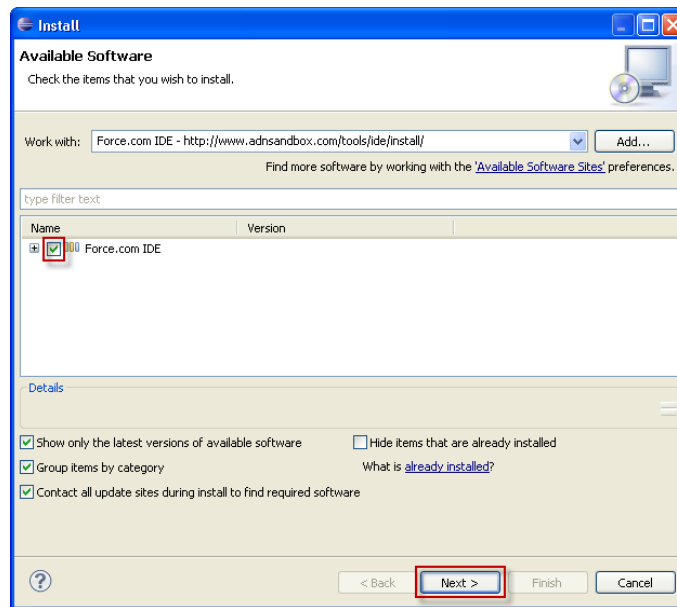 Install
Available Software
Check the items that you wish to install.
Work with: Force.com IDE - http://www.adnsandbox.com/tools/ide/install/ Add...
Find more software by working with the 'Available Software Sites' preferences.
type filter text
Name Version
Force.com IDE
Details
Show only the latest versions of available software Hide items that are already installed
Group items by category What is already installed?
Contact all update sites during install to find required software
? < Back Next > Finish Cancel